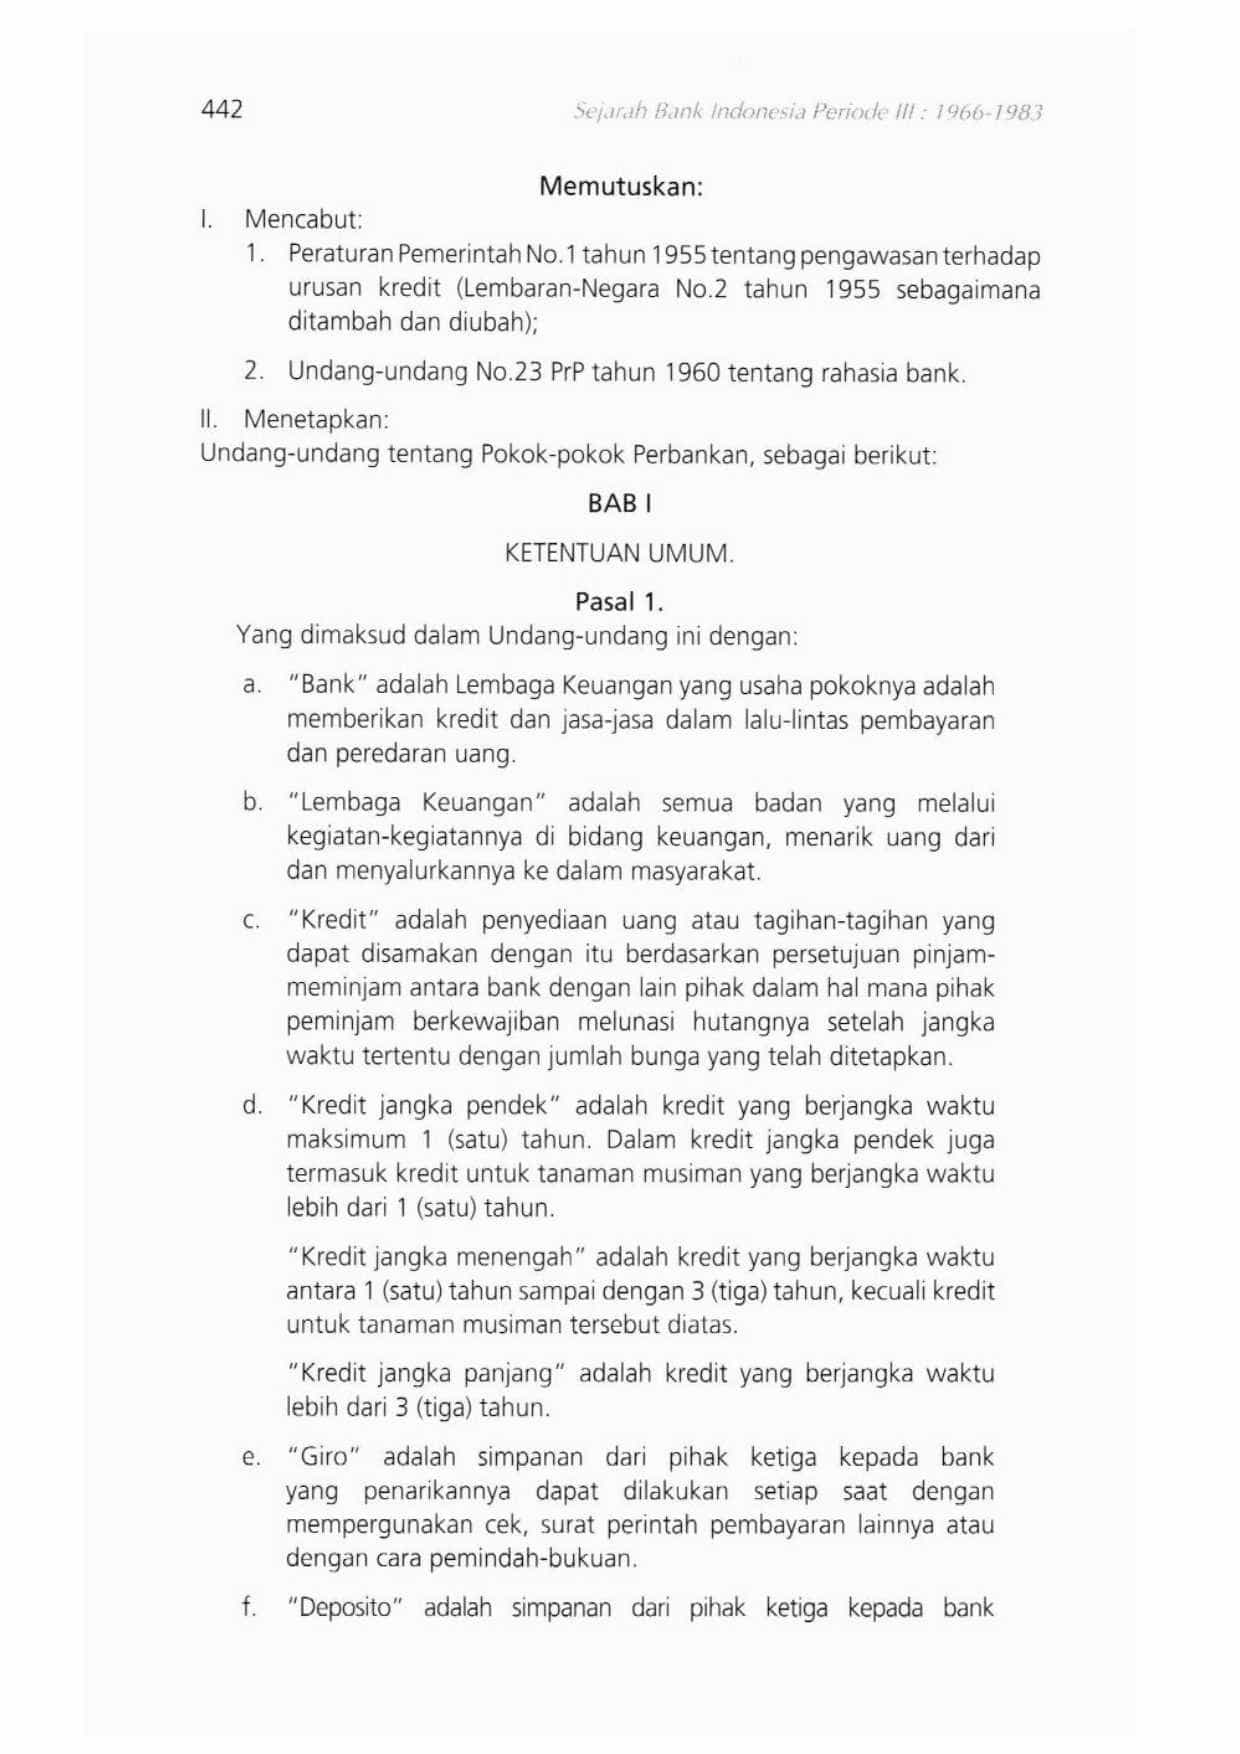 442
Sejarah Bank Indonesia Periode III : 1966-1983
Memutuskan:
I. Mencabut:
1. Peraturan Pemerintah No.1 tahun 1955 tentang pengawasan terhadap
urusan kredit (Lembaran-Negara No.2 tahun 1955 sebagaimana
ditambah dan diubah);
2. Undang-undang No.23 PrP tahun 1960 tentang rahasia bank.
II. Menetapkan:
Undang-undang tentang Pokok-pokok Perbankan, sebagai berikut:
BAB I
KETENTUAN UMUM.
Pasal 1.
Yang dimaksud dalam Undang-undang ini dengan:
a. "Bank" adalah Lembaga Keuangan yang usaha pokoknya adalah
memberikan kredit dan jasa-jasa dalam lalu-lintas pembayaran
dan peredaran uang.
b. "Lembaga Keuangan" adalah semua badan yang melalui
kegiatan-kegiatannya di bidang keuangan, menarik uang dari
dan menyalurkannya ke dalam masyarakat.
c. "Kredit" adalah penyediaan uang atau tagihan-tagihan yang
dapat disamakan dengan itu berdasarkan persetujuan pinjam-
meminjam antara bank dengan lain pihak dalam hal mana pihak
peminjam berkewajiban melunasi hutangnya setelah jangka
waktu tertentu dengan jumlah bunga yang telah ditetapkan.
d. "Kredit jangka pendek" adalah kredit yang berjangka waktu
maksimum 1 (satu) tahun. Dalam kredit jangka pendek juga
termasuk kredit untuk tanaman musiman yang berjangka waktu
lebih dari 1 (satu) tahun.
"Kredit jangka menengah" adalah kredit yang berjangka waktu
antara 1 (satu) tahun sampai dengan 3 (tiga) tahun, kecuali kredit
untuk tanaman musiman tersebut diatas.
"Kredit jangka panjang" adalah kredit yang berjangka waktu
lebih dari 3 (tiga) tahun.
e. "Giro" adalah simpanan dari pihak ketiga kepada bank
yang penarikannya dapat dilakukan setiap saat dengan
mempergunakan cek, surat perintah pembayaran lainnya atau
dengan cara pemindah-bukuan.
f. "Deposito" adalah simpanan dari pihak ketiga kepada bank